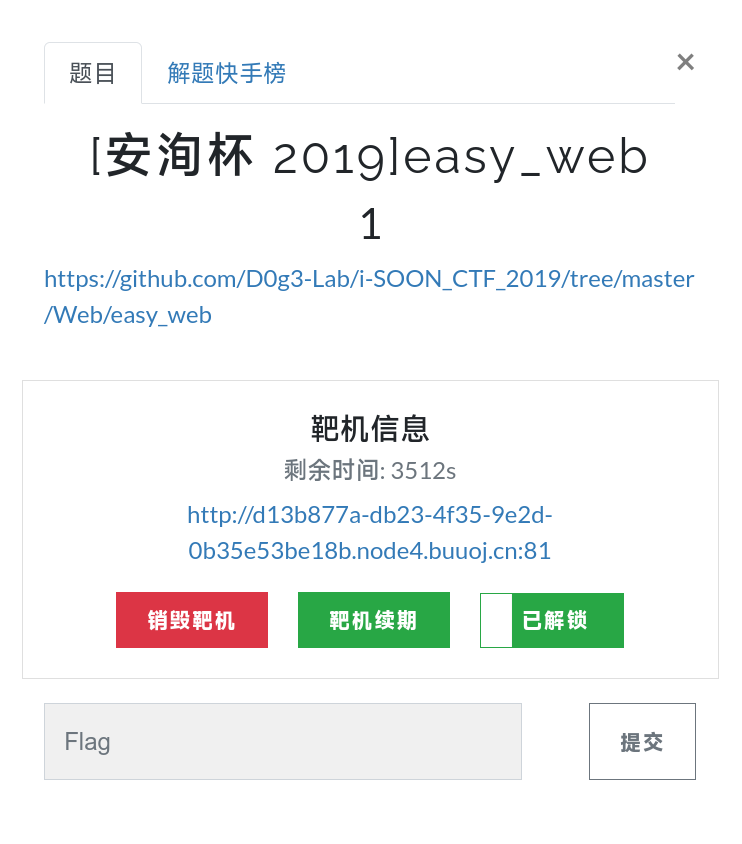 题目
解题快手榜
×
[安洵杯 2019]easy_web
1
https://github.com/D0g3-Lab/i-SOON_CTF_2019/tree/master
/Web/easy_web
靶机信息
剩余时间: 3512s
http://d13b877a-db23-4f35-9e2d-
0b35e53be18b.node4.buuoj.cn:81
销毁靶机
靶机续期
已解锁
Flag
提交